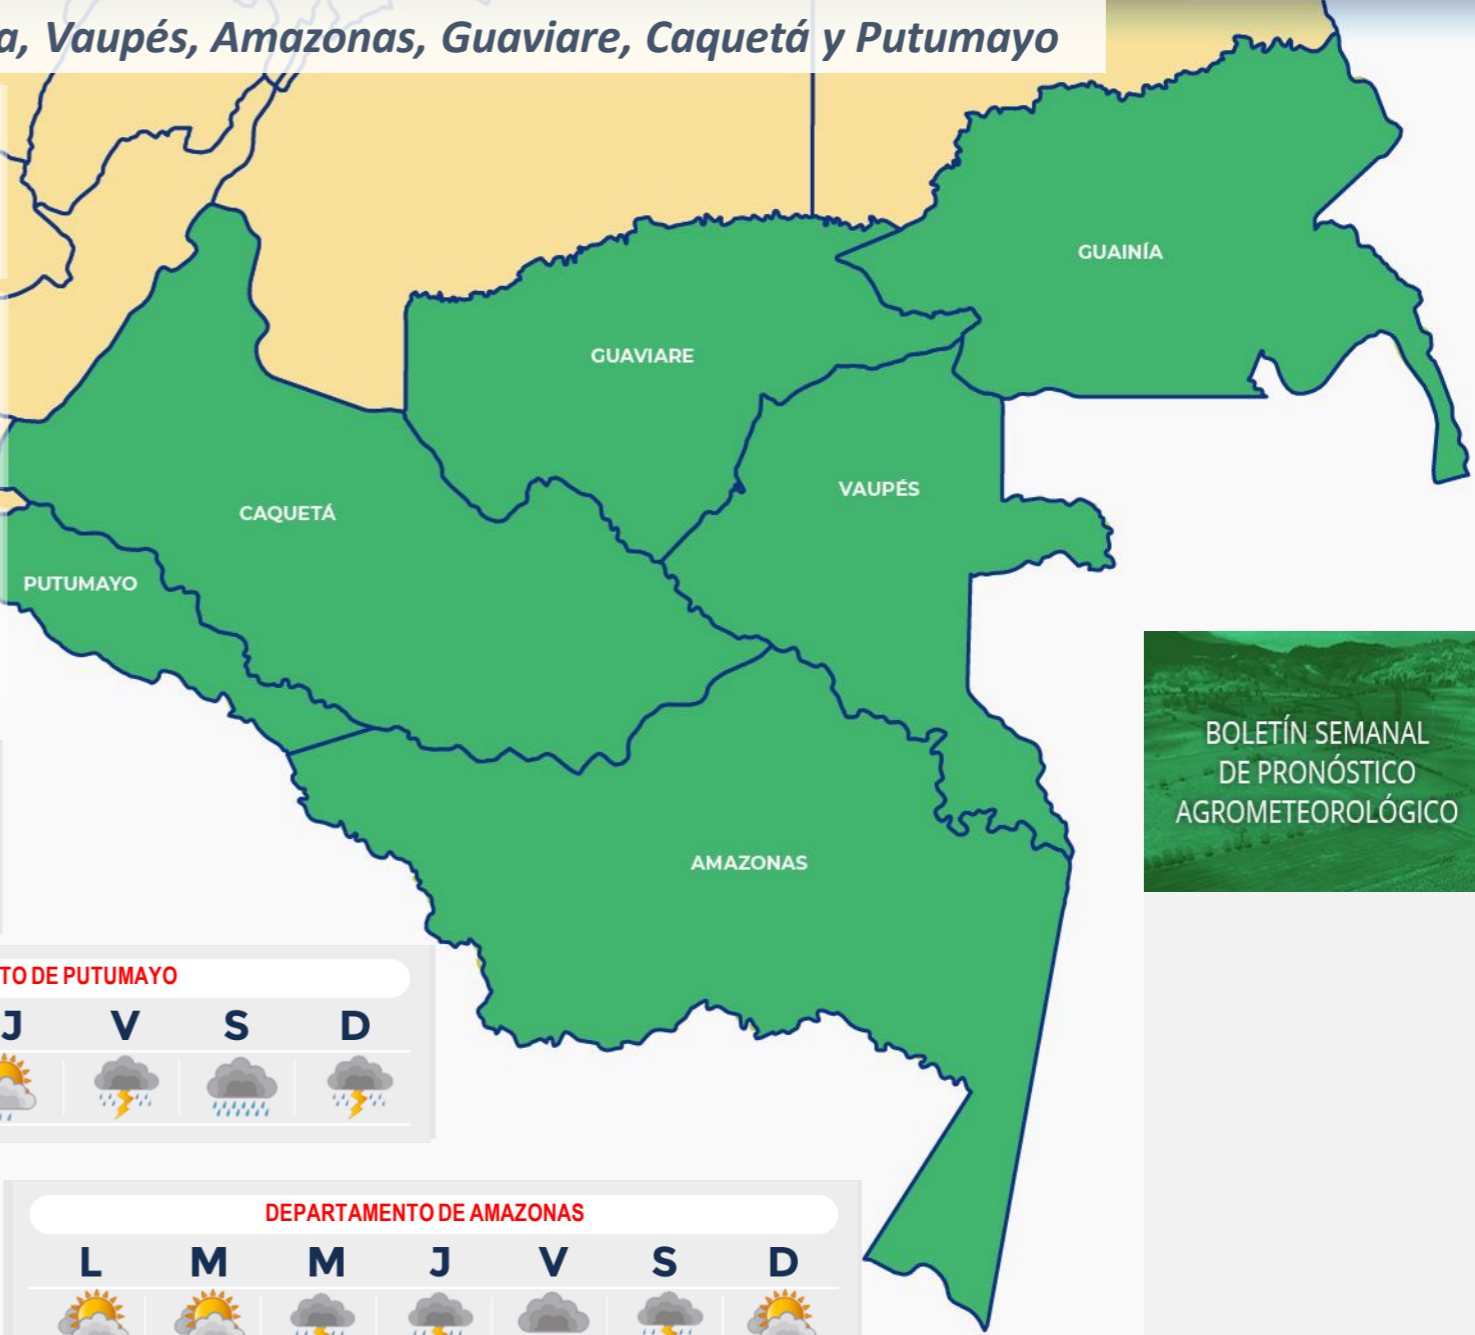 a, Vaupés, Amazonas, Guaviare, Caquetá y Putumayo
GUAINÍA
GUAVIARE
VAUPÉS
CAQUETÁ
PUTUMAYO
BOLETÍN SEMANAL
DE PRONÓSTICO
AGROMETEOROLÓGICO
AMAZONAS
TO DE PUTUMAYO
J V S D
DEPARTAMENTO DE AMAZONAS
L M M J V S D